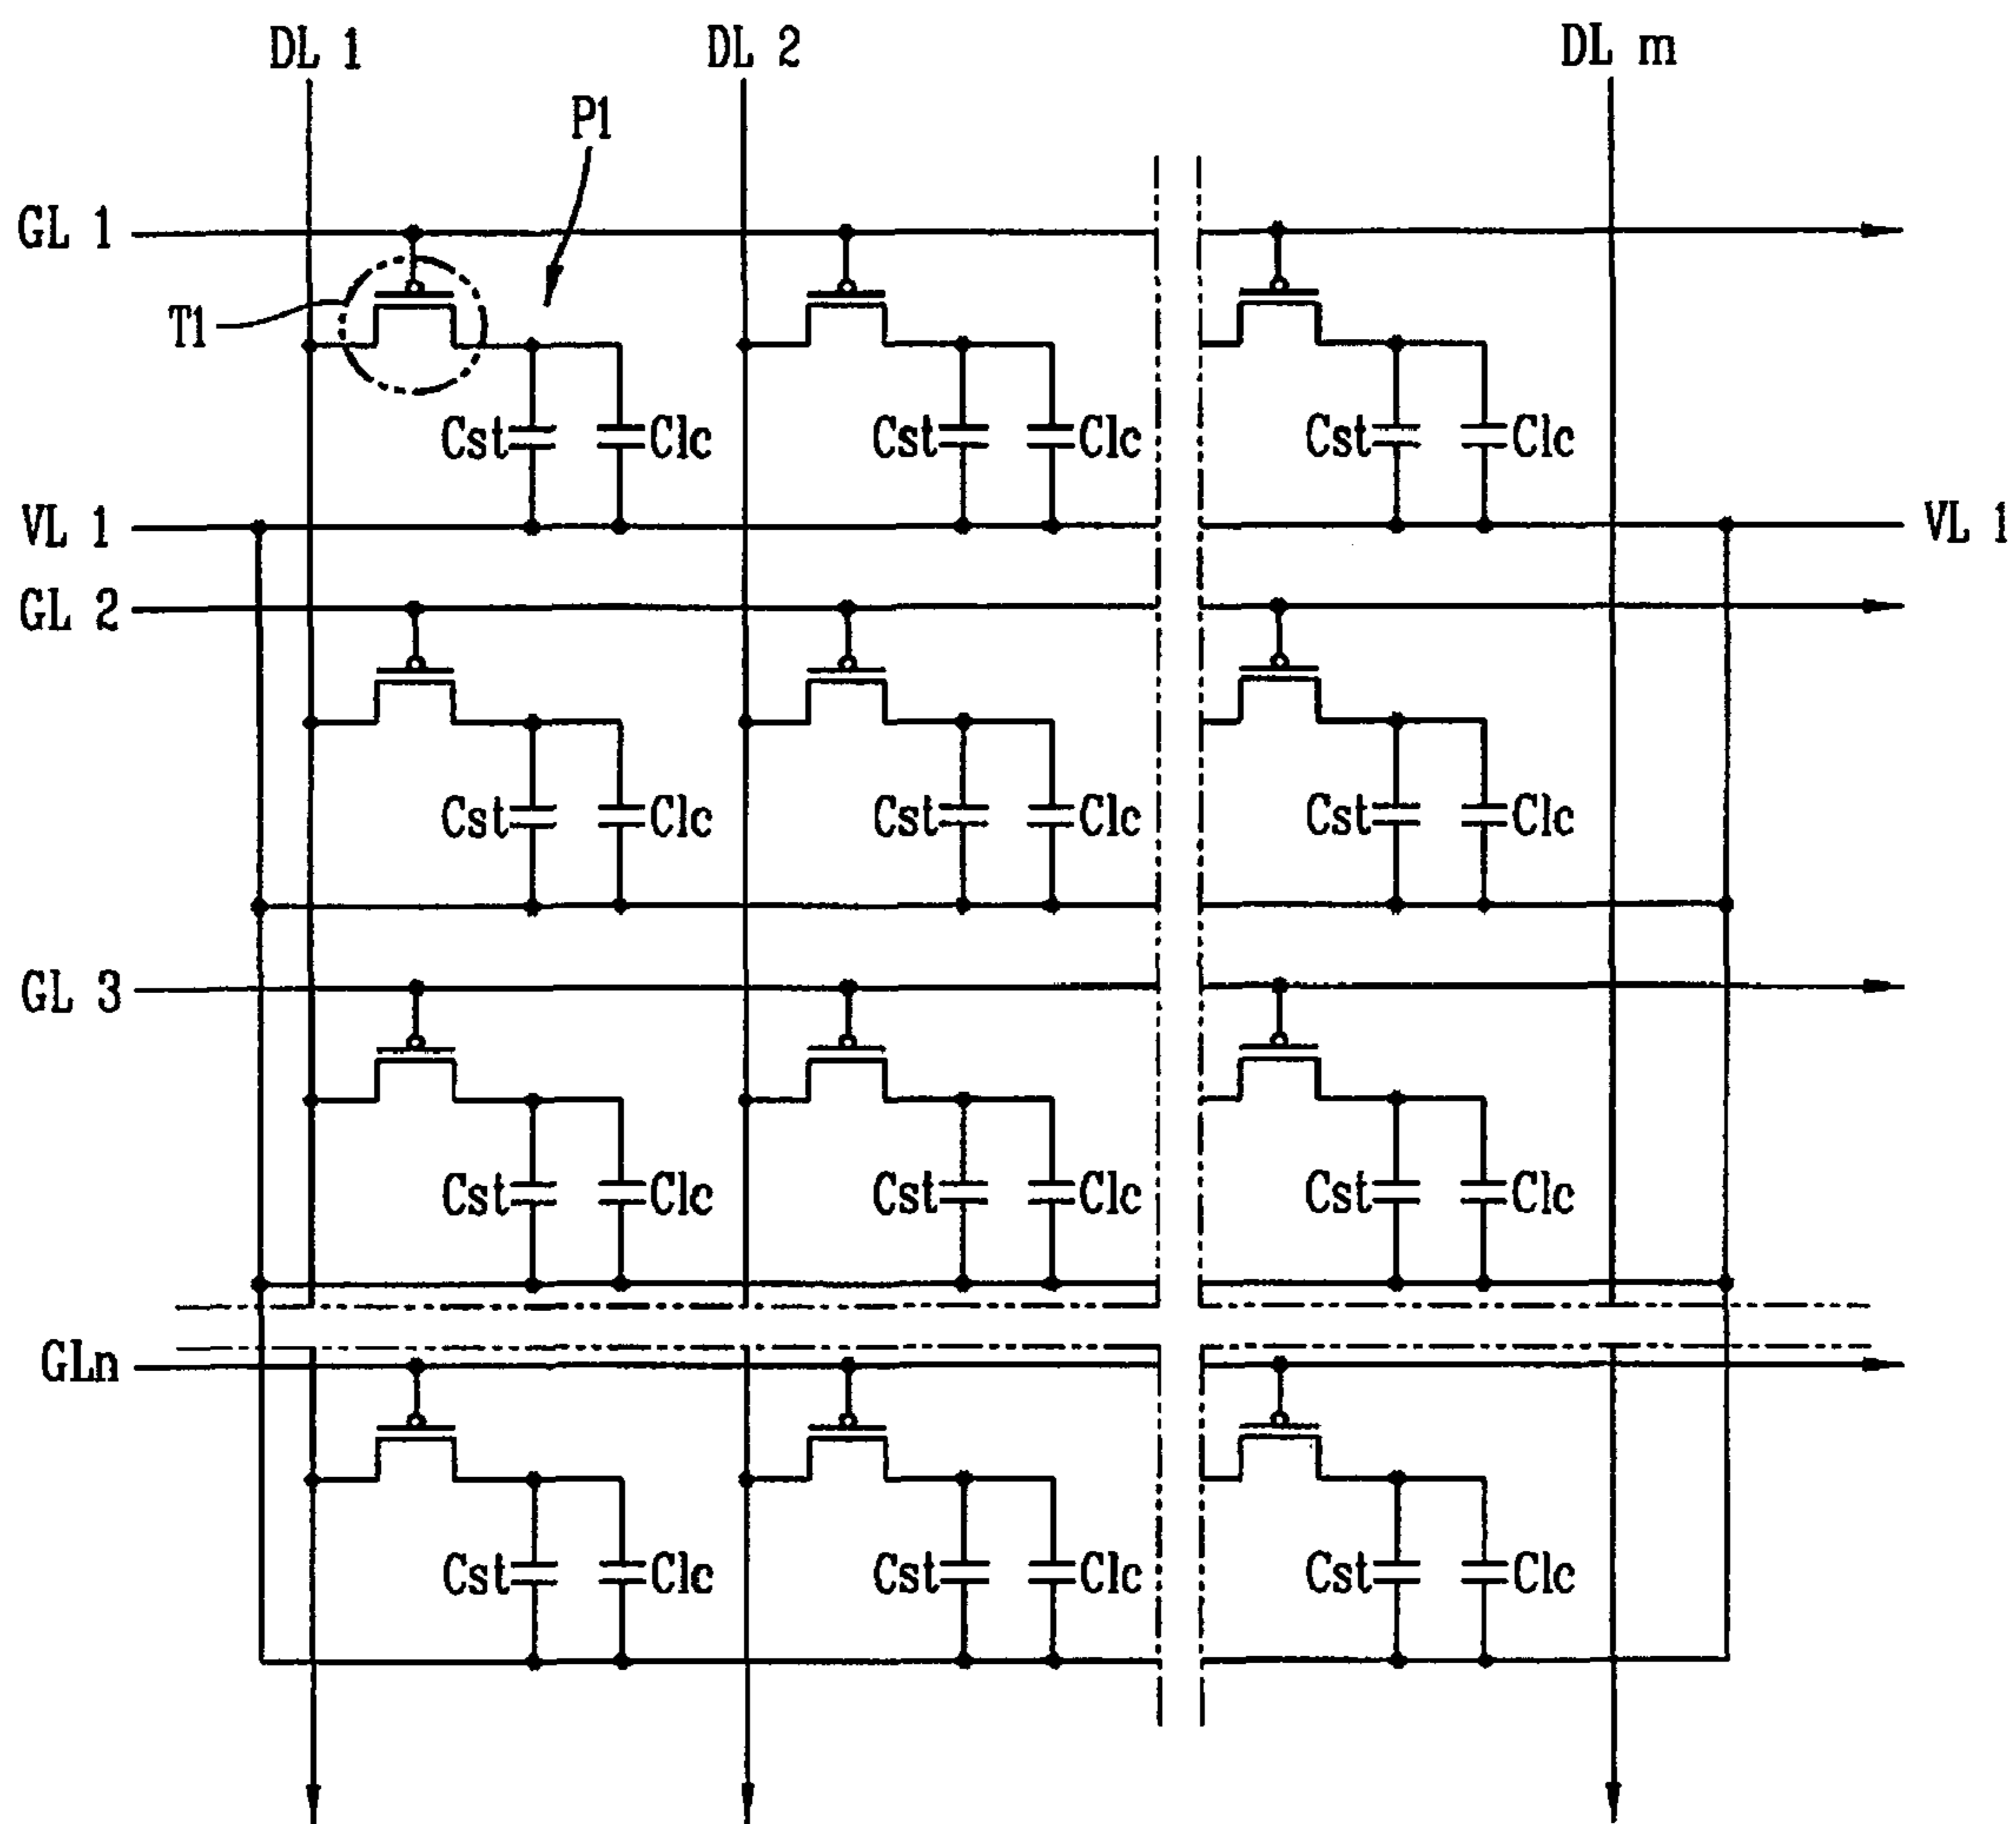 DL 1 DL 2 DL m
P1
GL 1
T1
Cst Clc Cst Clc Cst Clc
VL 1 VL 1
GL 2
Cst Clc Cst Clc Cst Clc
GL 3
Cst Clc Cst Clc Cst Clc
GLn
Cst Clc Cst Clc Cst Clc